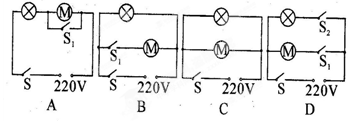 M M M M
S₁ S₂
S₁ S₁
S 220V S 220V S 220V S 220V
A B C D